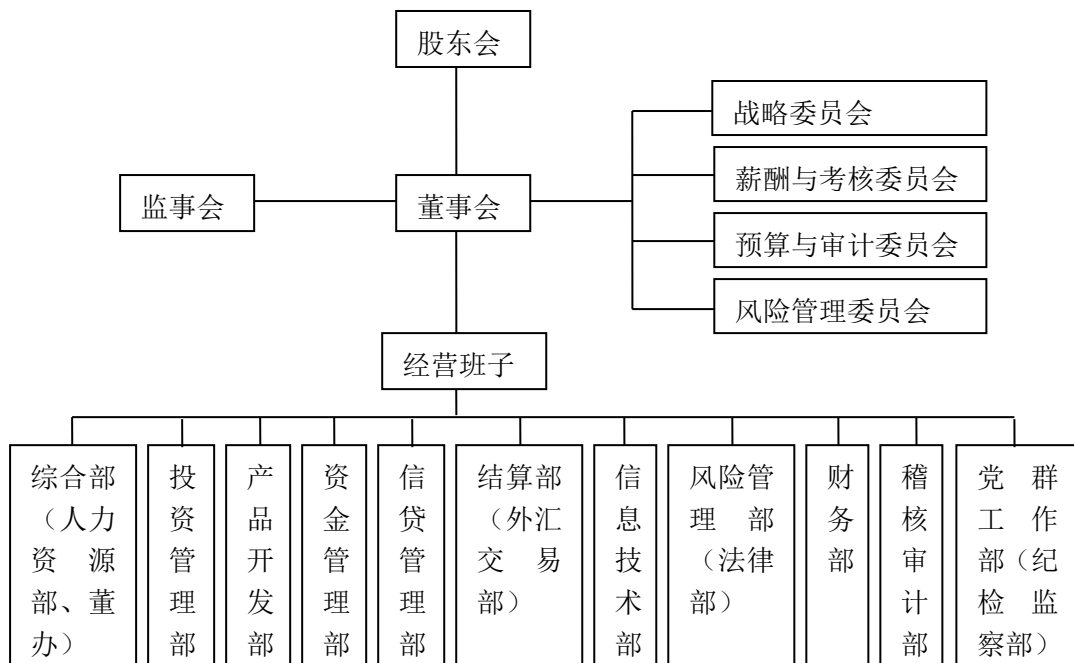 股东会
战略委员会
薪酬与考核委员会
监事会
董事会
预算与审计委员会
风险管理委员会
经营班子
综合部
（人力
资源
部、董
办）
投
资
管
理
部
产
品
开
发
部
资
金
管
理
部
信
贷
管
理
部
结算部
（外汇
交易
部）
信
息
技
术
部
风险管
理部
（法律
部）
财
务
部
稽
核
审
计
部
党群
工作
部（纪
检监
察部）